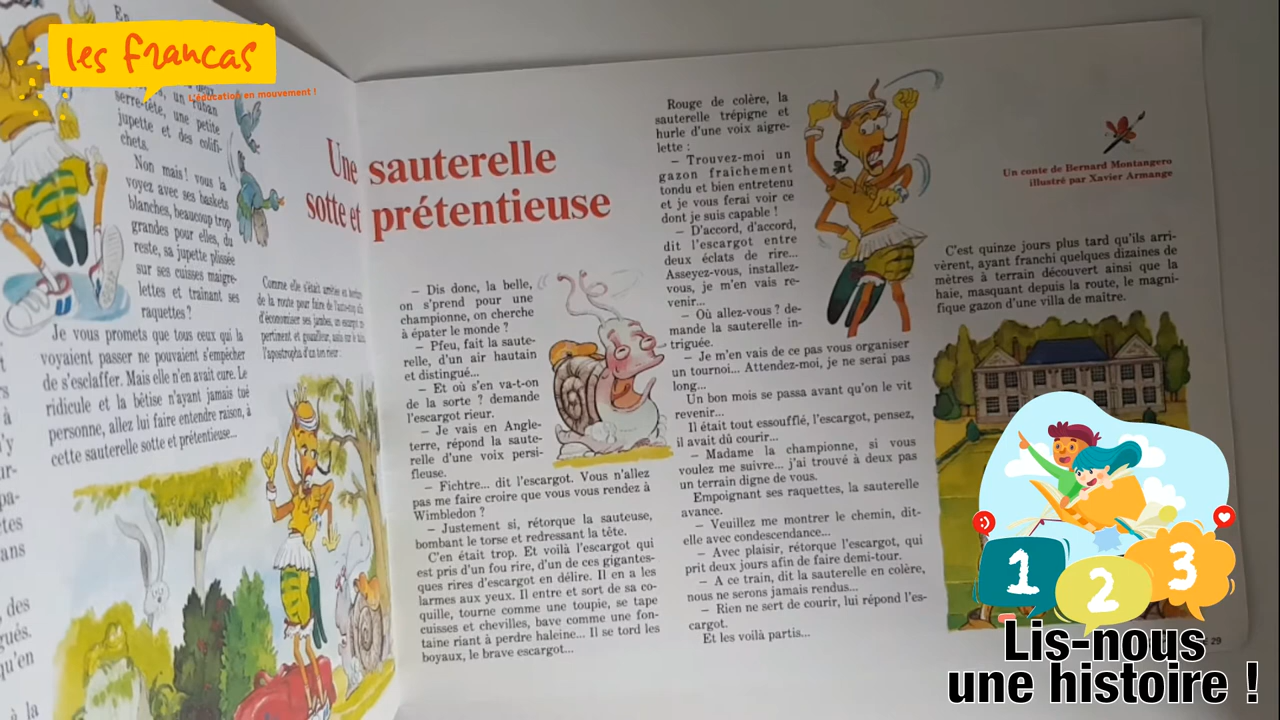 les francas
L'éducation en mouvement !
En
serre-tête, un ruban
jupette, une petite
chets.
et des colifi-
Non mais ! vous la
voyez avec ses baskets
blanches, beaucoup trop
grandes pour elles, du
reste, sa jupette plissée
sur ses cuisses maigre-
lettes et traînant ses
raquettes ?
Je vous promets que tous ceux qui la
voyaient passer ne pouvaient s'empêcher
de s'esclaffer. Mais elle n'en avait cure. Le
ridicule et la bêtise n'ayant jamais tué
personne, allez lui faire entendre raison, à
cette sauterelle sotte et prétentieuse...
Une sauterelle
sotte et prétentieuse
Comme elle s'était arrêtée en bordure
de la route pour faire de l'auto-stop afin
d'économiser ses jambes, un escargot im-
pertinent et gouailleur, assis sur le talus,
l'apostropha d'un ton rieur :
– Dis donc, la belle,
on s'prend pour une
championne, on cherche
à épater le monde ?
– Pfeu, fait la saute-
relle, d'un air hautain
et distingué...
– Et où s'en va-t-on
de la sorte ? demande
l'escargot rieur.
– Je vais en Angle-
terre, répond la saute-
relle d'une voix persi-
fleuse.
– Fichtre... dit l'escargot. Vous n'allez
pas me faire croire que vous vous rendez à
Wimbledon ?
– Justement si, rétorque la sauteuse,
bombant le torse et redressant la tête.
C'en était trop. Et voilà l'escargot qui
est pris d'un fou rire, d'un de ces gigantes-
ques rires d'escargot en délire. Il en a les
larmes aux yeux. Il entre et sort de sa co-
quille, tourne comme une toupie, se tape
cuisses et chevilles, bave comme une fon-
taine riant à perdre haleine... Il se tord les
boyaux, le brave escargot...
Rouge de colère, la
sauterelle trépigne et
hurle d'une voix aigre-
lette :
– Trouvez-moi un
gazon fraichement
tondu et bien entretenu
et je vous ferai voir ce
dont je suis capable !
– D'accord, d'accord,
dit l'escargot entre
deux éclats de rire...
Asseyez-vous, installez-
vous, je m'en vais re-
venir...
– Où allez-vous ? de-
mande la sauterelle in-
triguée.
– Je m'en vais de ce pas vous organiser
un tournoi... Attendez-moi, je ne serai pas
long...
Un bon mois se passa avant qu'on le vit
revenir...
Il était tout essoufflé, l'escargot, pensez,
il avait dû courir...
– Madame la championne, si vous
voulez me suivre... j'ai trouvé à deux pas
un terrain digne de vous.
Empoignant ses raquettes, la sauterelle
avance.
– Veuillez me montrer le chemin, dit-
elle avec condescendance...
– Avec plaisir, rétorque l'escargot, qui
prit deux jours afin de faire demi-tour.
– A ce train, dit la sauterelle en colère,
nous ne serons jamais rendus...
– Rien ne sert de courir, lui répond l'es-
cargot.
Et les voilà partis...
Un conte de Bernard Montangero
illustré par Xavier Armange
C'est quinze jours plus tard qu'ils arri-
vèrent, ayant franchi quelques dizaines de
mètres à terrain découvert ainsi que la
haie, masquant depuis la route, le magni-
fique gazon d'une villa de maître.
29
1
2
3
Lis-nous
une histoire !